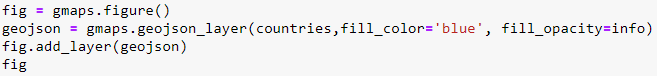 fig = gmaps.figure()
geojson = gmaps.geojson_layer(countries,fill_color='blue', fill_opacity=info)
fig.add_layer(geojson)
fig